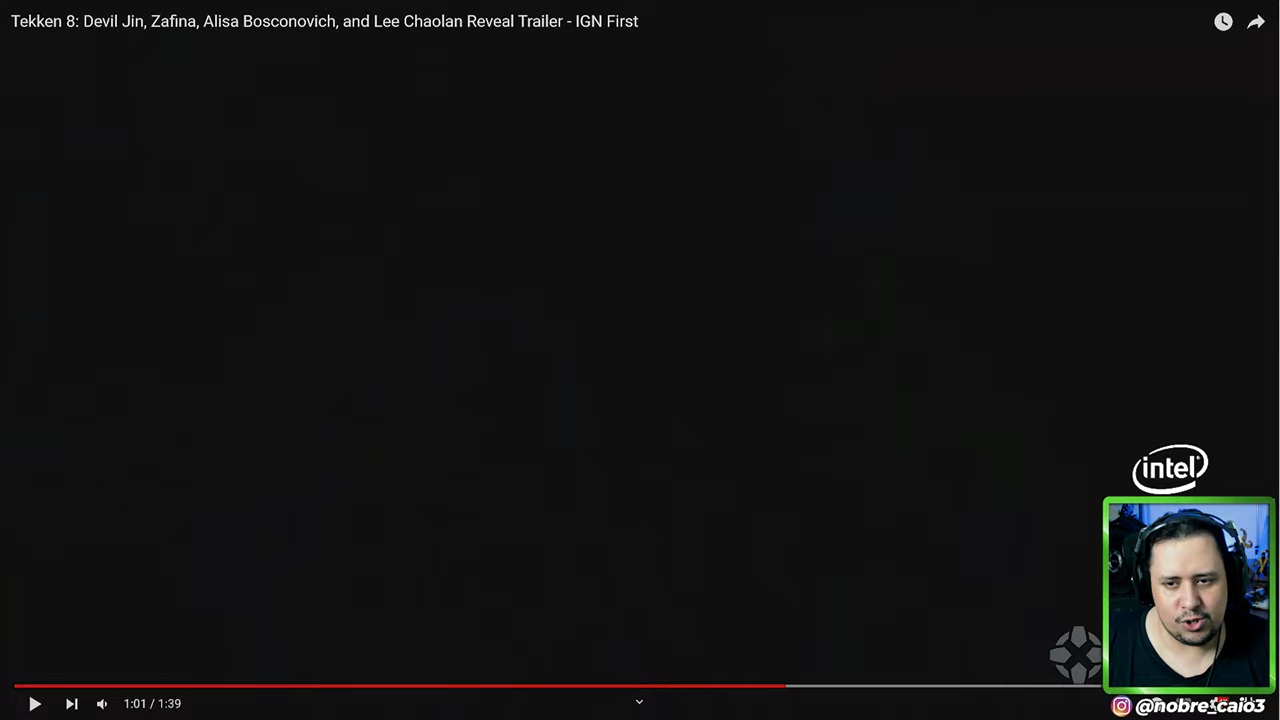 Tekken 8: Devil Jin, Zafina, Alisa Bosconovich, and Lee Chaolan Reveal Trailer - IGN First
intel
1:01 / 1:39
@nobre_caio3